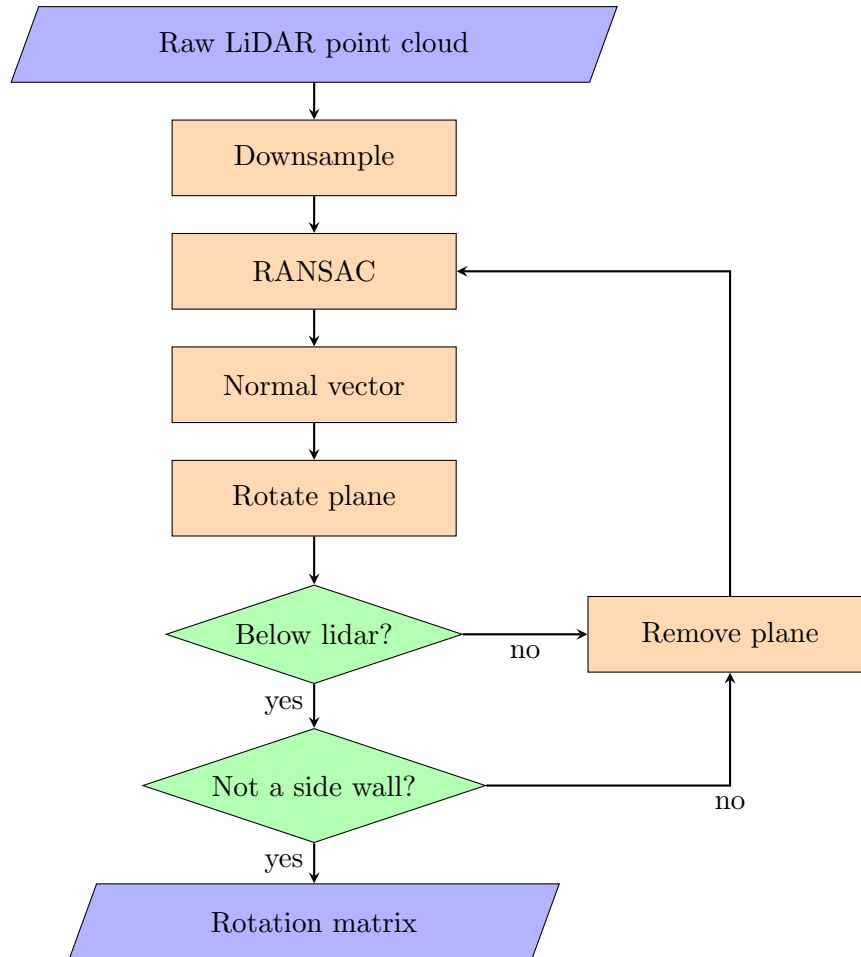 Raw LiDAR point cloud
Downsample
RANSAC
Normal vector
Rotate plane
Below lidar?
no
Remove plane
yes
Not a side wall?
no
yes
Rotation matrix